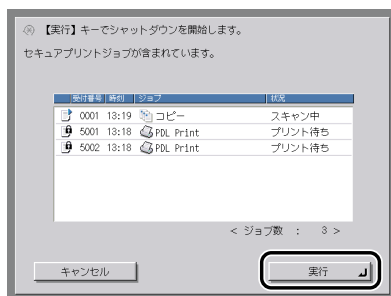 【実行】キーでシャットダウンを開始します。
セキュアプリントジョブが含まれています。
受付番号 時刻 ジョブ 状況
0001 13:19 コピー スキャン中
5001 13:18 PDL Print プリント待ち
5002 13:18 PDL Print プリント待ち
< ジョブ数 : 3 >
キャンセル 実行